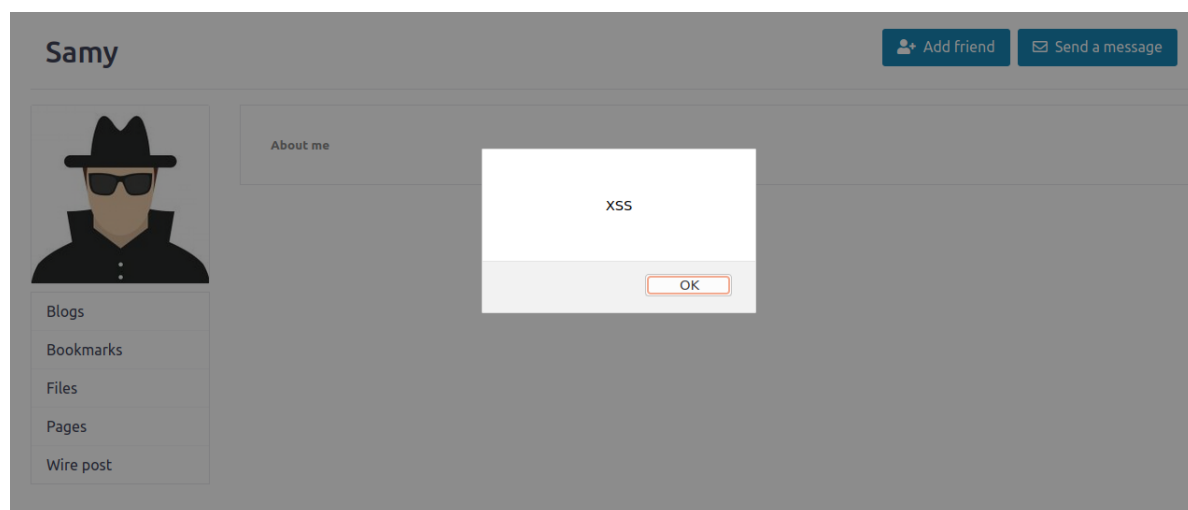 Samy
Add friend
Send a message
About me
xss
OK
Blogs
Bookmarks
Files
Pages
Wire post